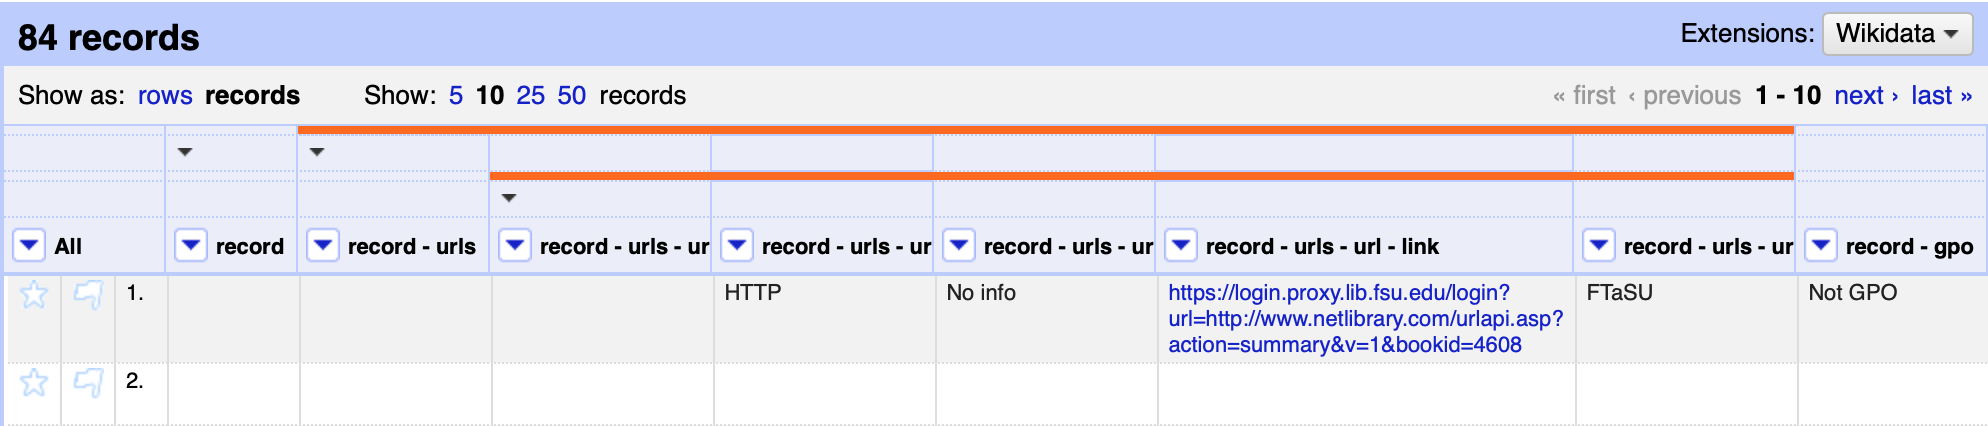 84 records
Extensions: Wikidata
Show as: rows records Show: 5 10 25 50 records « first ‹ previous 1 - 10 next › last »
All record record - urls record - urls - ur record - urls - ur record - urls - ur record - urls - url - link record - urls - ur record - gpo
1. HTTP No info https://login.proxy.lib.fsu.edu/login? FTaSU Not GPO
url=http://www.netlibrary.com/urlapi.asp?
action=summary&v=1&bookid=4608
2.